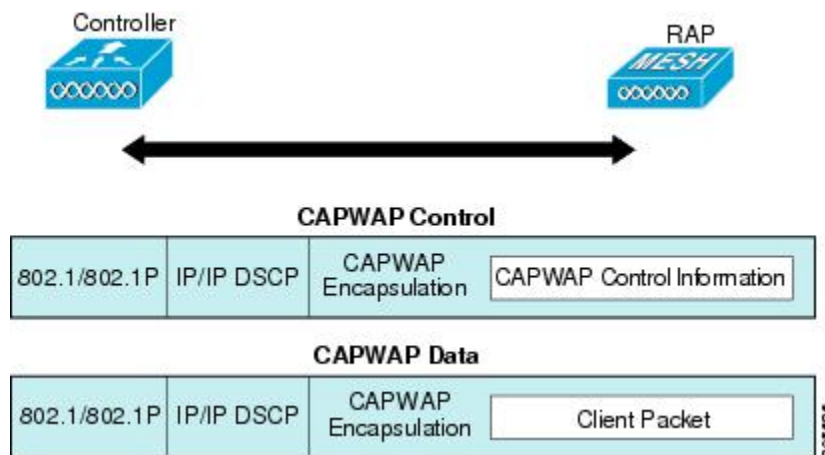 Controller
RAP
MESH
CAPWAP Control
802.1/802.1P IP/IP DSCP CAPWAP Encapsulation CAPWAP Control Information
CAPWAP Data
802.1/802.1P IP/IP DSCP CAPWAP Encapsulation Client Packet